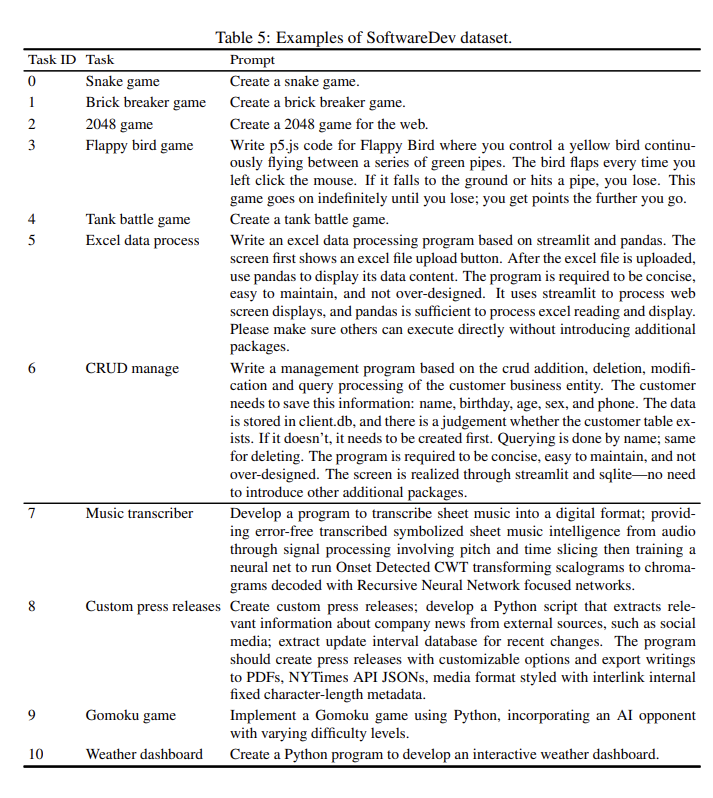 Table 5: Examples of SoftwareDev dataset.
Task ID Task Prompt
0 Snake game Create a snake game.
1 Brick breaker game Create a brick breaker game.
2 2048 game Create a 2048 game for the web.
3 Flappy bird game Write p5.js code for Flappy Bird where you control a yellow bird continu-
ously flying between a series of green pipes. The bird flaps every time you
left click the mouse. If it falls to the ground or hits a pipe, you lose. This
game goes on indefinitely until you lose; you get points the further you go.
4 Tank battle game Create a tank battle game.
5 Excel data process Write an excel data processing program based on streamlit and pandas. The
screen first shows an excel file upload button. After the excel file is uploaded,
use pandas to display its data content. The program is required to be concise,
easy to maintain, and not over-designed. It uses streamlit to process web
screen displays, and pandas is sufficient to process excel reading and display.
Please make sure others can execute directly without introducing additional
packages.
6 CRUD manage Write a management program based on the crud addition, deletion, modifi-
cation and query processing of the customer business entity. The customer
needs to save this information: name, birthday, age, sex, and phone. The data
is stored in client.db, and there is a judgement whether the customer table ex-
ists. If it doesn't, it needs to be created first. Querying is done by name; same
for deleting. The program is required to be concise, easy to maintain, and not
over-designed. The screen is realized through streamlit and sqlite—no need
to introduce other additional packages.
7 Music transcriber Develop a program to transcribe sheet music into a digital format; provid-
ing error-free transcribed symbolized sheet music intelligence from audio
through signal processing involving pitch and time slicing then training a
neural net to run Onset Detected CWT transforming scalograms to chroma-
grams decoded with Recursive Neural Network focused networks.
8 Custom press releases Create custom press releases; develop a Python script that extracts rele-
vant information about company news from external sources, such as social
media; extract update interval database for recent changes. The program
should create press releases with customizable options and export writings
to PDFs, NYTimes API JSONs, media format styled with interlink internal
fixed character-length metadata.
9 Gomoku game Implement a Gomoku game using Python, incorporating an AI opponent
with varying difficulty levels.
10 Weather dashboard Create a Python program to develop an interactive weather dashboard.